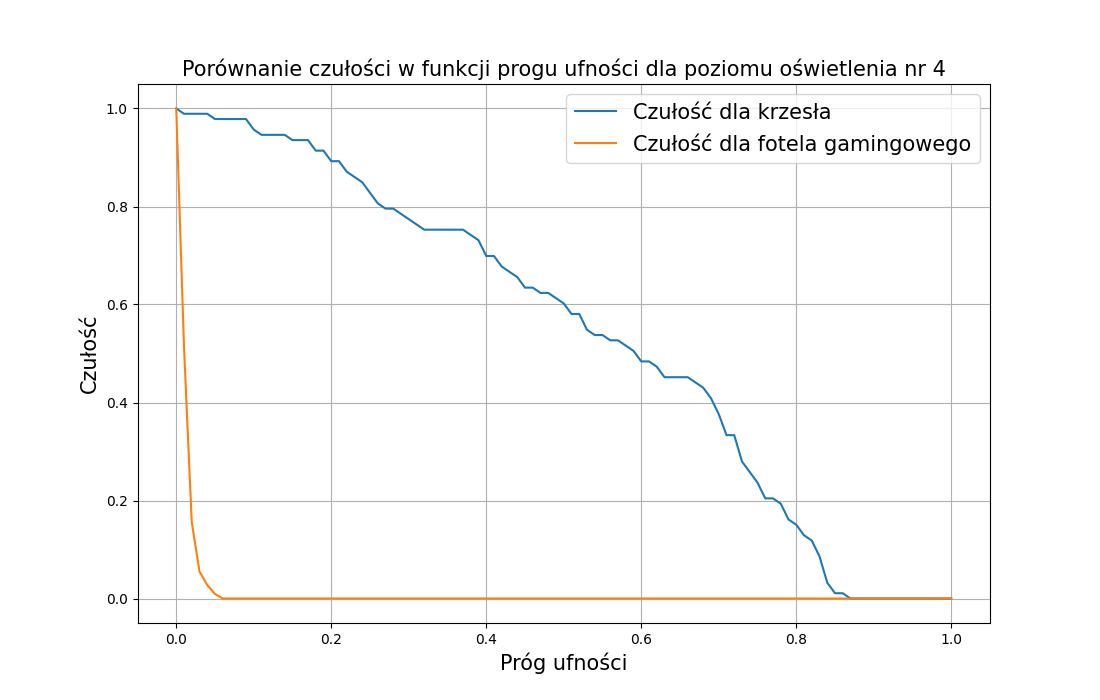 Porównanie czułości w funkcji progu ufności dla poziomu oświetlenia nr 4
Czułość dla krzesła
Czułość dla fotela gamingowego
1.0
0.8
0.6
0.4
0.2
0.0
Czułość
0.0 0.2 0.4 0.6 0.8 1.0
Próg ufności